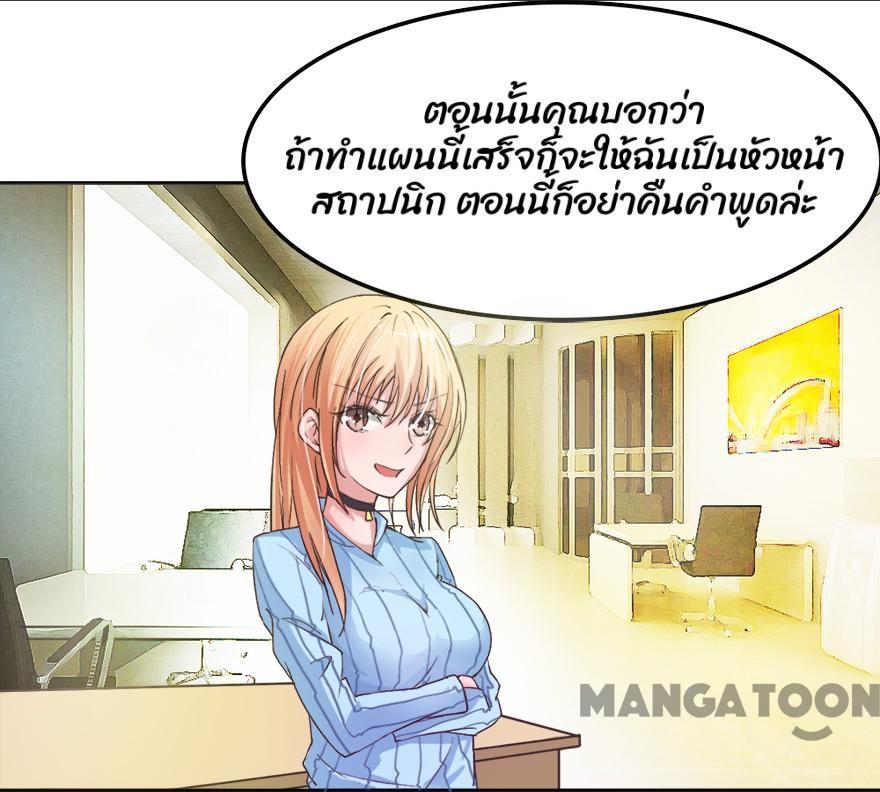 ตอนนั้นคุณบอกว่า
ถ้าทำแผนนี้เสร็จก็จะให้ฉันเป็นหัวหน้า
สถาปนิก ตอนนี้ก็อย่าคืนคำพูดล่ะ
MANGATOON